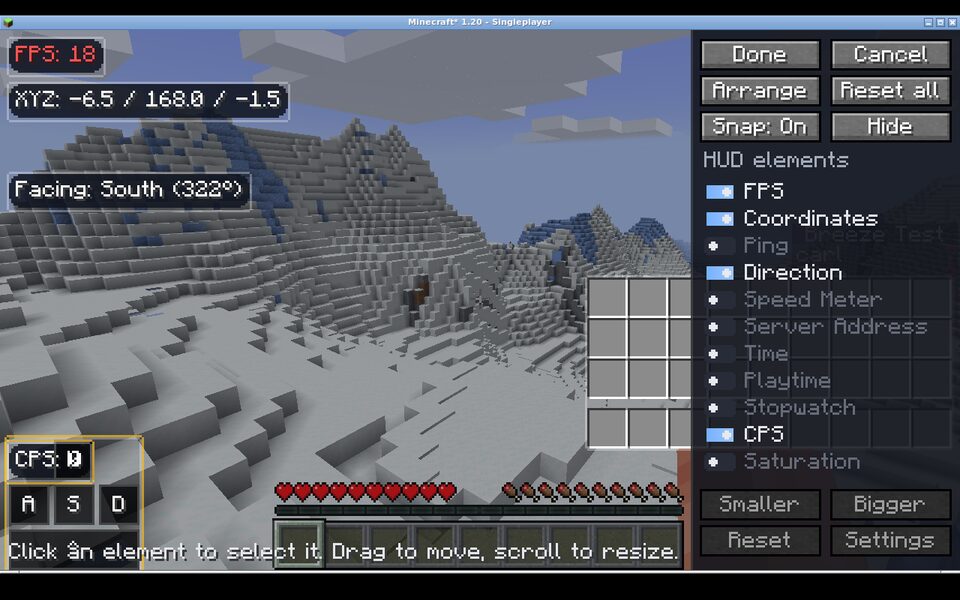 Minecraft* 1.20 - Singleplayer
FPS: 18
XYZ: -6.5 / 168.0 / -1.5
Facing: South (322°)
CPS: 0
A S D
Click an element to select it. Drag to move, scroll to resize.
Done Cancel
Arrange Reset all
Snap: On Hide
HUD elements
FPS
Coordinates
Ping
Direction
Speed Meter
Server Address
Time
Playtime
Stopwatch
CPS
Saturation
Smaller Bigger
Reset Settings